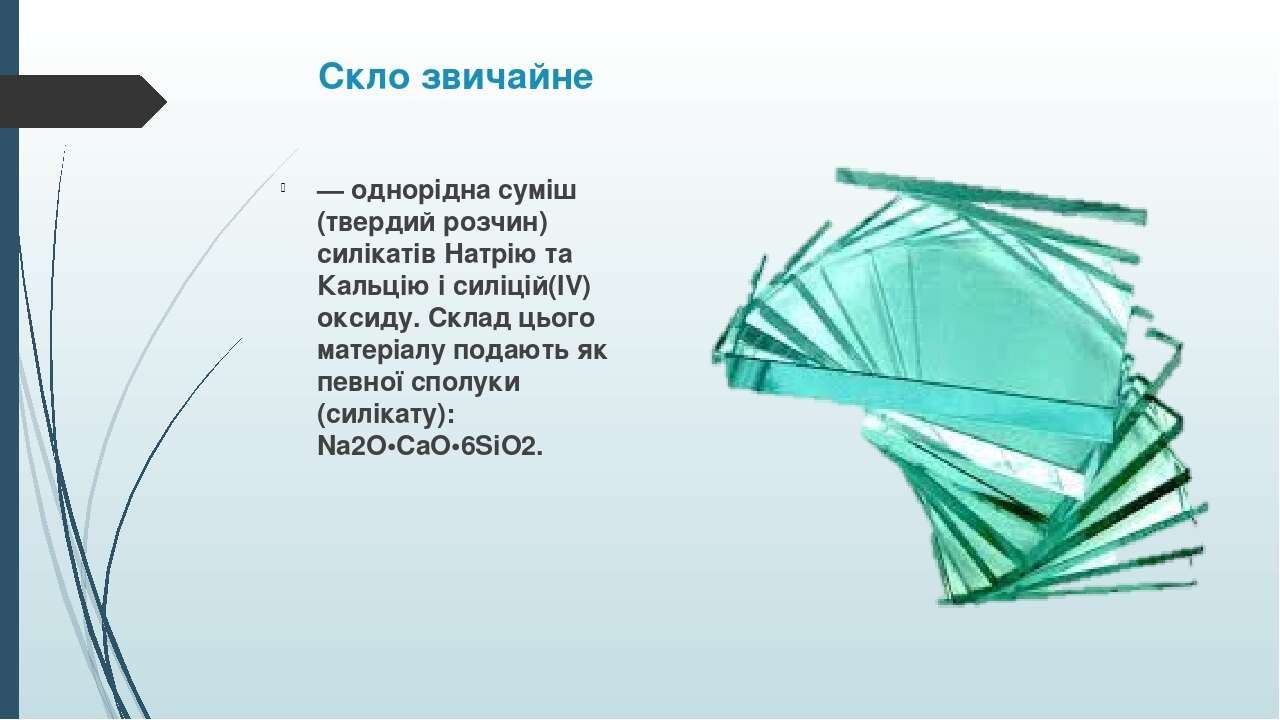 Скло звичайне
— однорідна суміш
(твердий розчин)
силікатів Натрію та
Кальцію і силіцій(IV)
оксиду. Склад цього
матеріалу подають як
певної сполуки
(силікату):
Na2O•CaO•6SiO2.